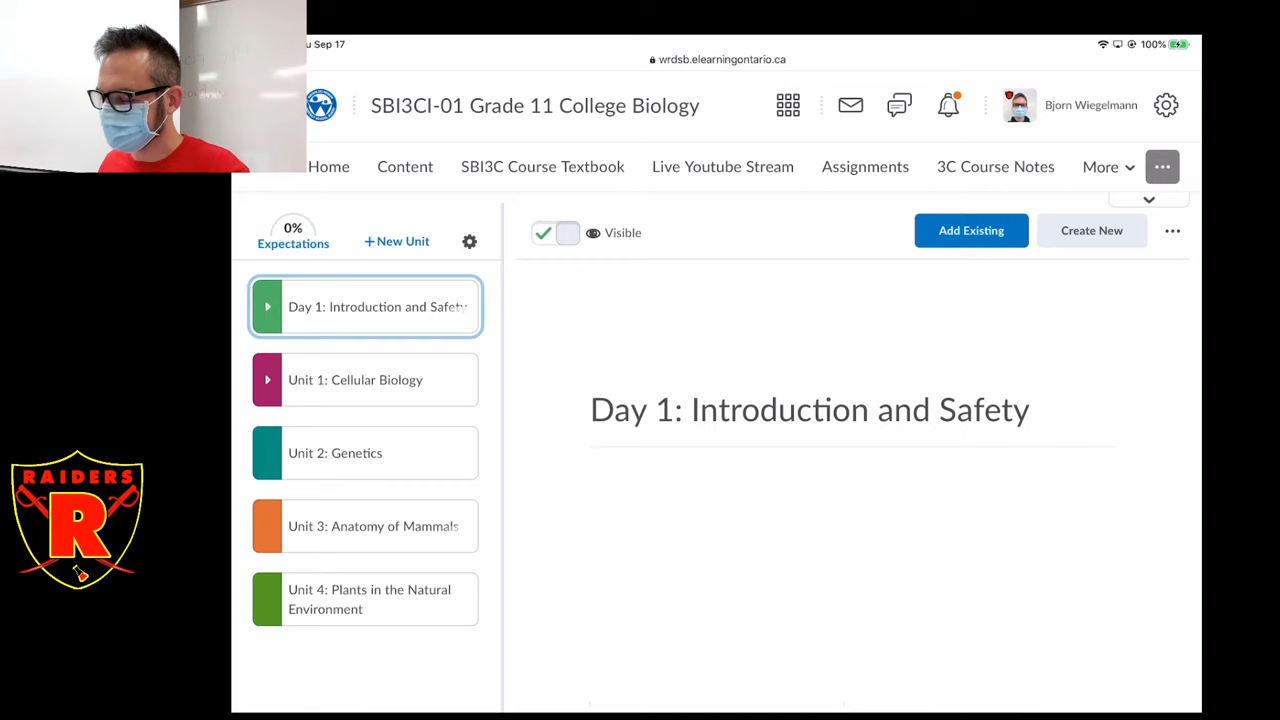 u Sep 17
100%
wrdsb.elearningontario.ca
SBI3CI-01 Grade 11 College Biology
Bjorn Wiegelmann
Home Content SBI3C Course Textbook Live Youtube Stream Assignments 3C Course Notes More
0%
Expectations
+ New Unit
Visible
Add Existing
Create New
Day 1: Introduction and Safety
Unit 1: Cellular Biology
Unit 2: Genetics
Unit 3: Anatomy of Mammals
Unit 4: Plants in the Natural
Environment
Day 1: Introduction and Safety
RAIDERS
R